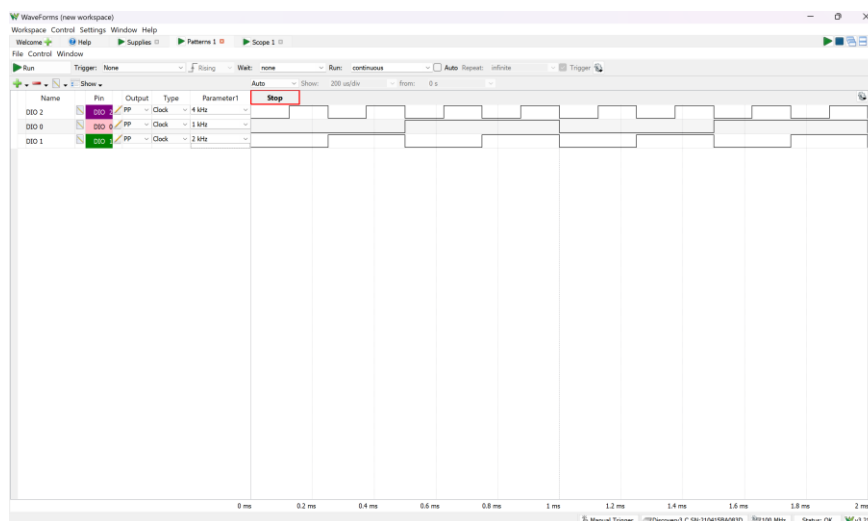 WaveForms (new workspace)
Workspace Control Settings Window Help
Welcome Help Supplies Patterns 1 Scope 1
File Control Window
Run Trigger: None Rising Wait: none Run: continuous Auto Repeat: infinite Trigger
Show Auto Show: 200 us/div from: 0 s
Name Pin Output Type Parameter1 Stop
DIO 2 DIO 2 PP Clock 4 kHz
DIO 0 DIO 0 PP Clock 1 kHz
DIO 1 DIO 1 PP Clock 2 kHz
0 ms 0.2 ms 0.4 ms 0.6 ms 0.8 ms 1 ms 1.2 ms 1.4 ms 1.6 ms 1.8 ms 2 ms
Manual Trigger 100 MHz Status: OK